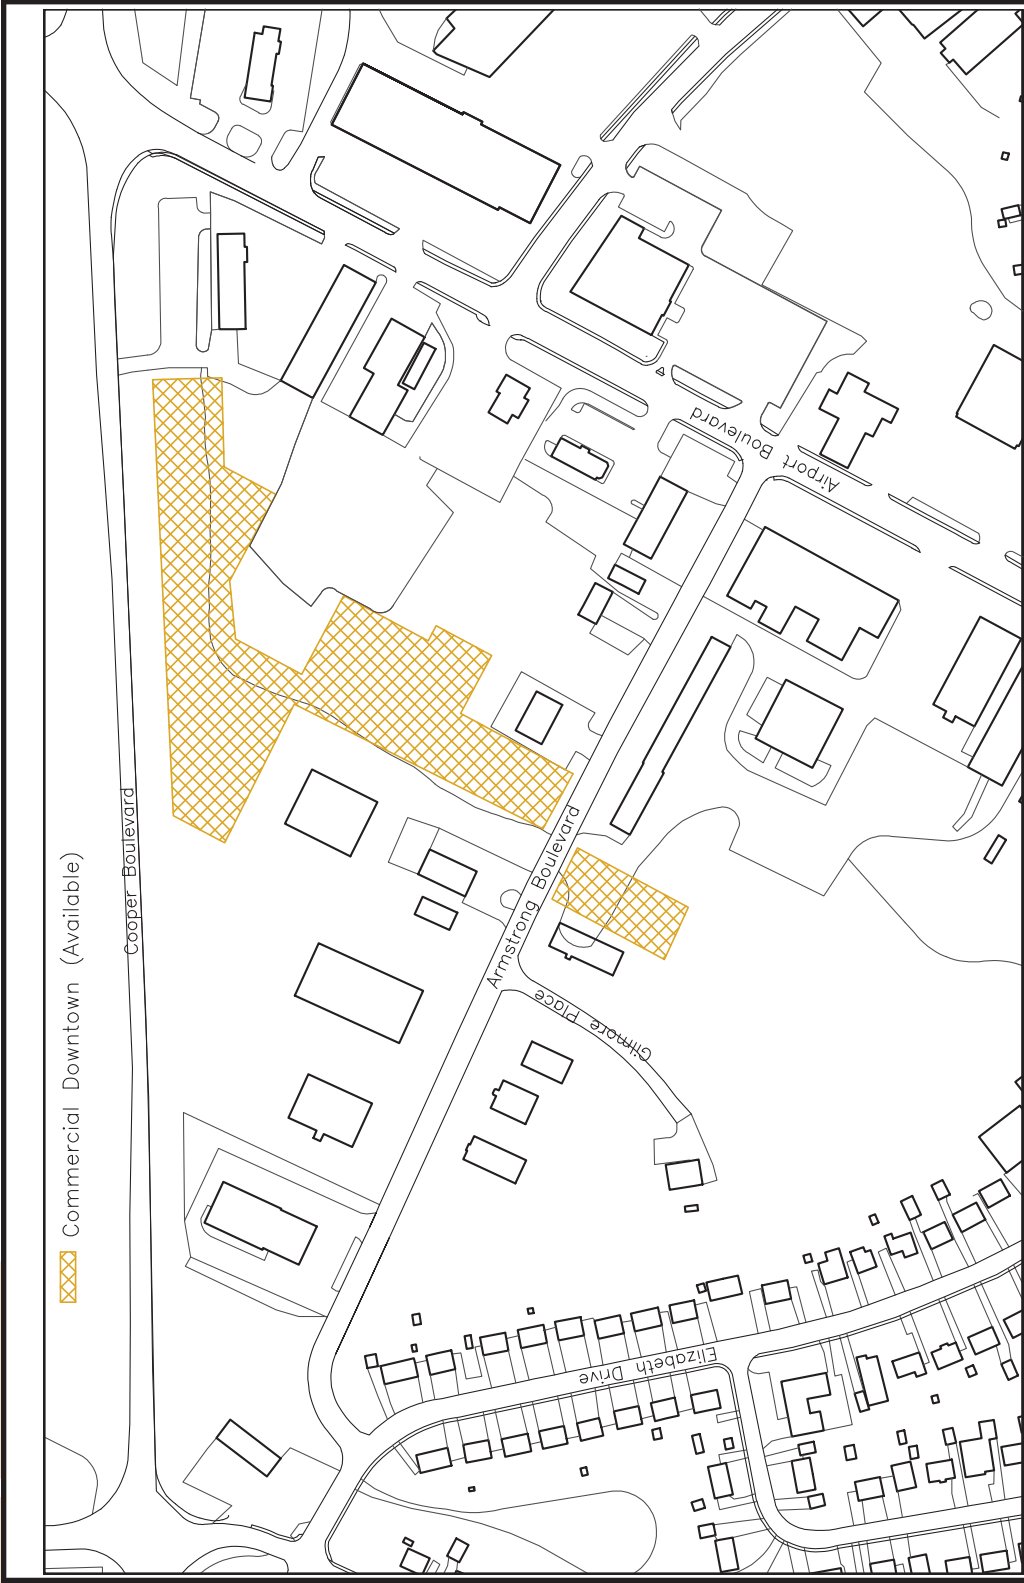 Commercial Downtown (Available)
Cooper Boulevard
Airport Boulevard
Armstrong Boulevard
Gilmore Place
Elizabeth Drive